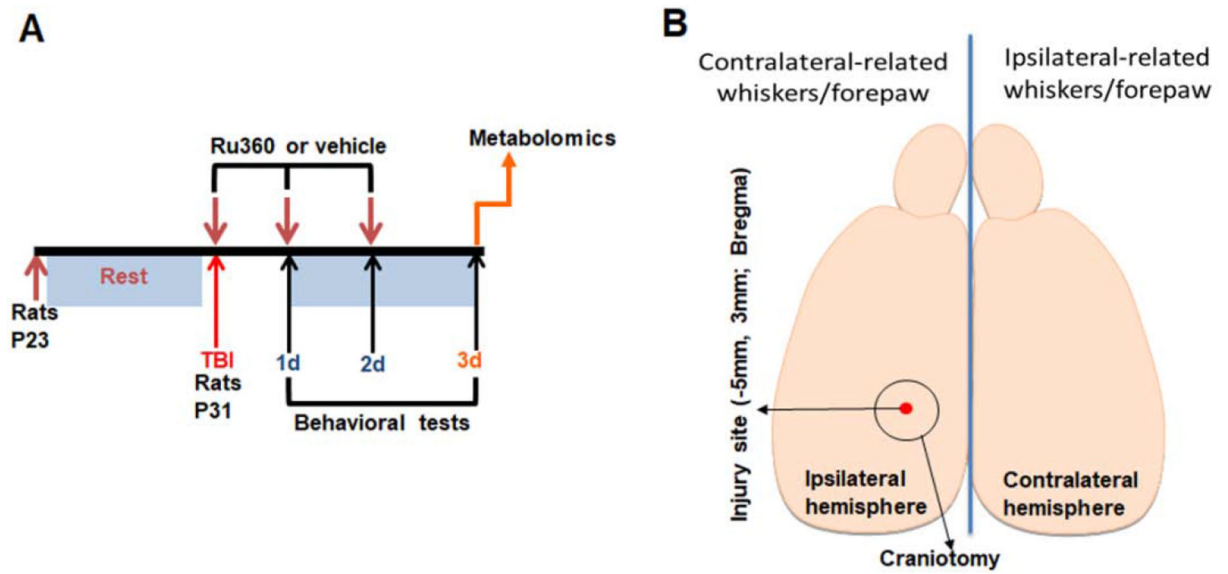 A
Ru360 or vehicle
Metabolomics
Rest
Rats
P23
TBI
Rats
P31
1d
2d
3d
Behavioral tests
B
Contralateral-related
whiskers/forepaw
Ipsilateral-related
whiskers/forepaw
Injury site (-5mm, 3mm; Bregma)
Ipsilateral
hemisphere
Contralateral
hemisphere
Craniotomy